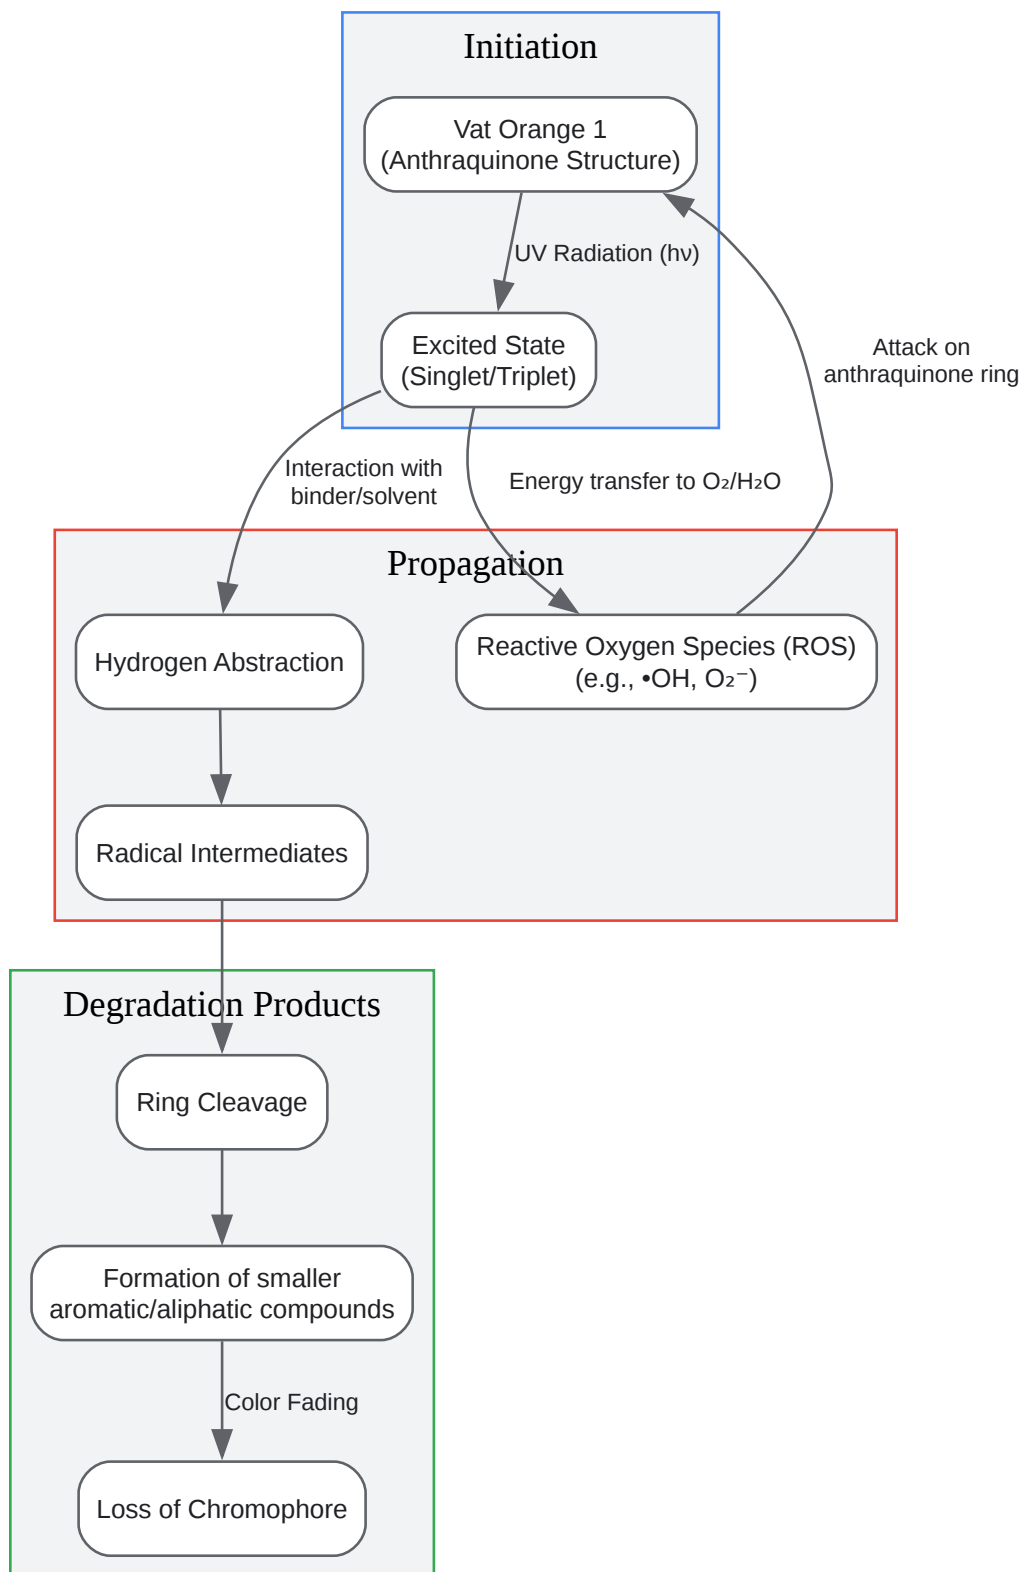 Initiation
Vat Orange 1
(Anthraquinone Structure)
UV Radiation (hν)
Excited State
(Singlet/Triplet)
Attack on
anthraquinone ring
Interaction with
binder/solvent
Energy transfer to O₂/H₂O
Propagation
Hydrogen Abstraction
Reactive Oxygen Species (ROS)
(e.g., •OH, O₂⁻)
Radical Intermediates
Degradation Products
Ring Cleavage
Formation of smaller
aromatic/aliphatic compounds
Color Fading
Loss of Chromophore